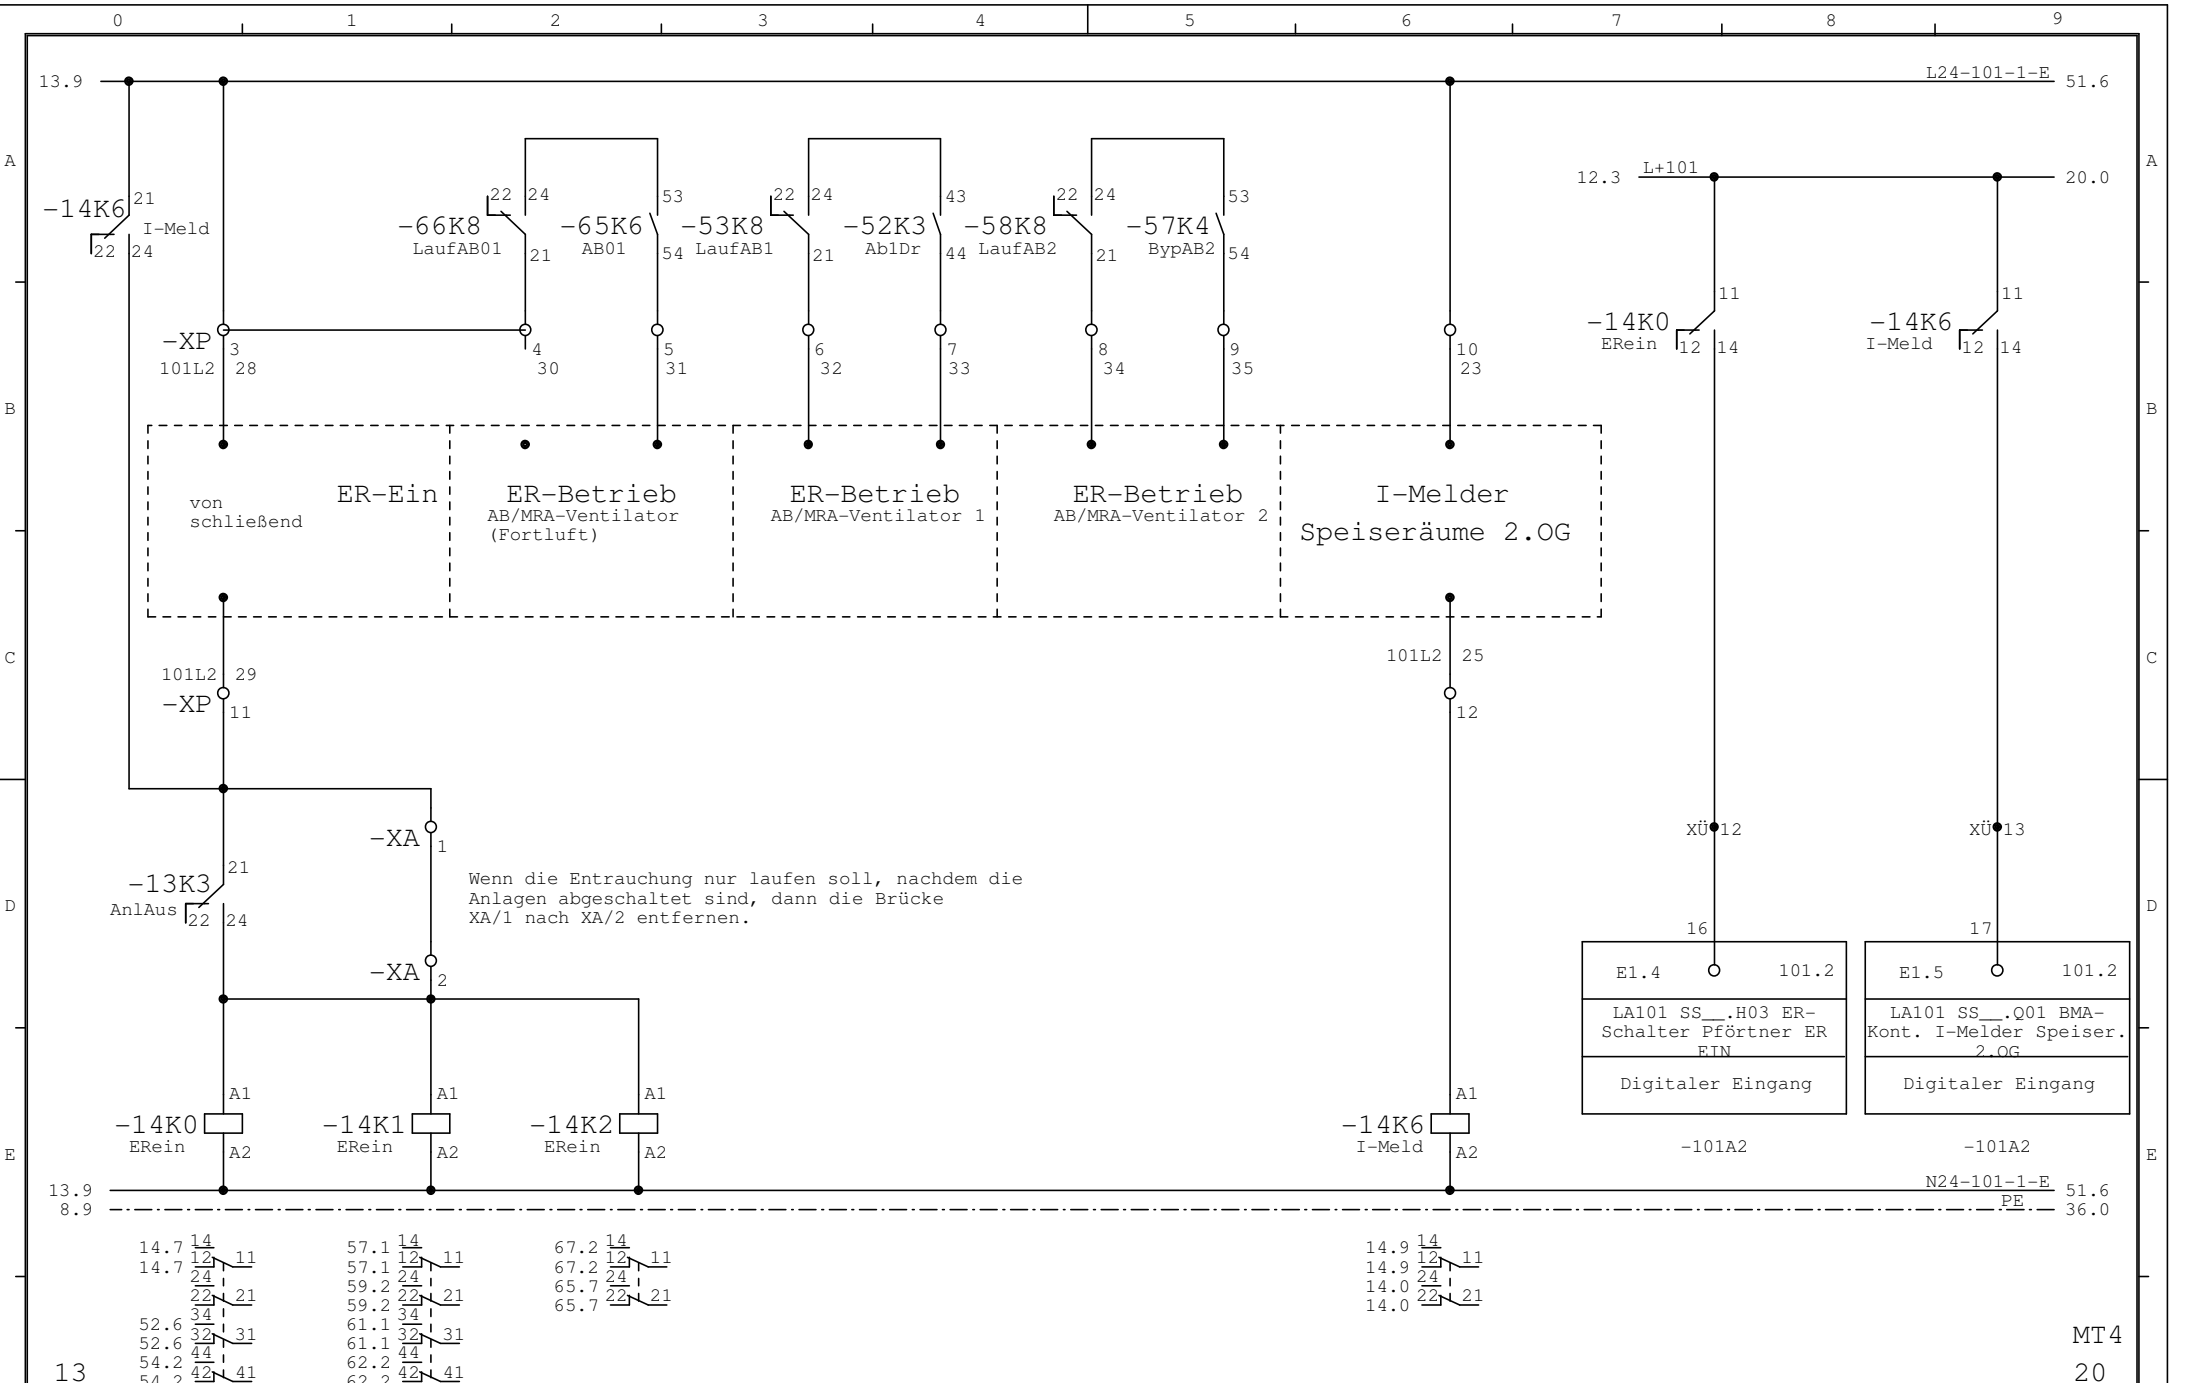 0 1 2 3 4 5 6 7 8 9
13.9 L24-101-1-E 51.6
A A
12.3 L+101 20.0
-14K6 21 I-Meld 22 24
-66K8 LaufAB01 22 24 21
-65K6 AB01 53 54
-53K8 LaufAB1 22 24 21
-52K3 Ab1Dr 43 44
-58K8 LaufAB2 22 24 21
-57K4 BypAB2 53 54
-14K0 ERein 11 12 14
-14K6 I-Meld 11 12 14
-XP 3 4 5 6 7 8 9 10
101L2 28 30 31 32 33 34 35 23
B B
von
schließend
ER-Ein
ER-Betrieb
AB/MRA-Ventilator
(Fortluft)
ER-Betrieb
AB/MRA-Ventilator 1
ER-Betrieb
AB/MRA-Ventilator 2
I-Melder
Speiseräume 2.OG
C C
101L2 29
-XP 11
101L2 25
12
-XA 1
XÜ 12
XÜ 13
-13K3 21
AnlAus 22 24
Wenn die Entrauchung nur laufen soll, nachdem die
Anlagen abgeschaltet sind, dann die Brücke
XA/1 nach XA/2 entfernen.
D D
-XA 2
16
E1.4 101.2
LA101 SS__.H03 ER-
Schalter Pförtner ER
EIN
Digitaler Eingang
-101A2
17
E1.5 101.2
LA101 SS__.Q01 BMA-
Kont. I-Melder Speiser.
2.OG
Digitaler Eingang
-101A2
-14K0 ERein A1 A2
-14K1 ERein A1 A2
-14K2 ERein A1 A2
-14K6 I-Meld A1 A2
E E
13.9 N24-101-1-E 51.6
8.9 PE 36.0
14.7 14
14.7 12 11
24
22 21
52.6 34
52.6 32 31
54.2 44
54.2 42 41
57.1 14
57.1 12 11
59.2 24
59.2 22 21
61.1 34
61.1 32 31
62.2 44
62.2 42 41
67.2 14
67.2 12 11
65.7 24
65.7 22 21
14.9 14
14.9 12 11
14.0 24
14.0 22 21
MT4
13 20